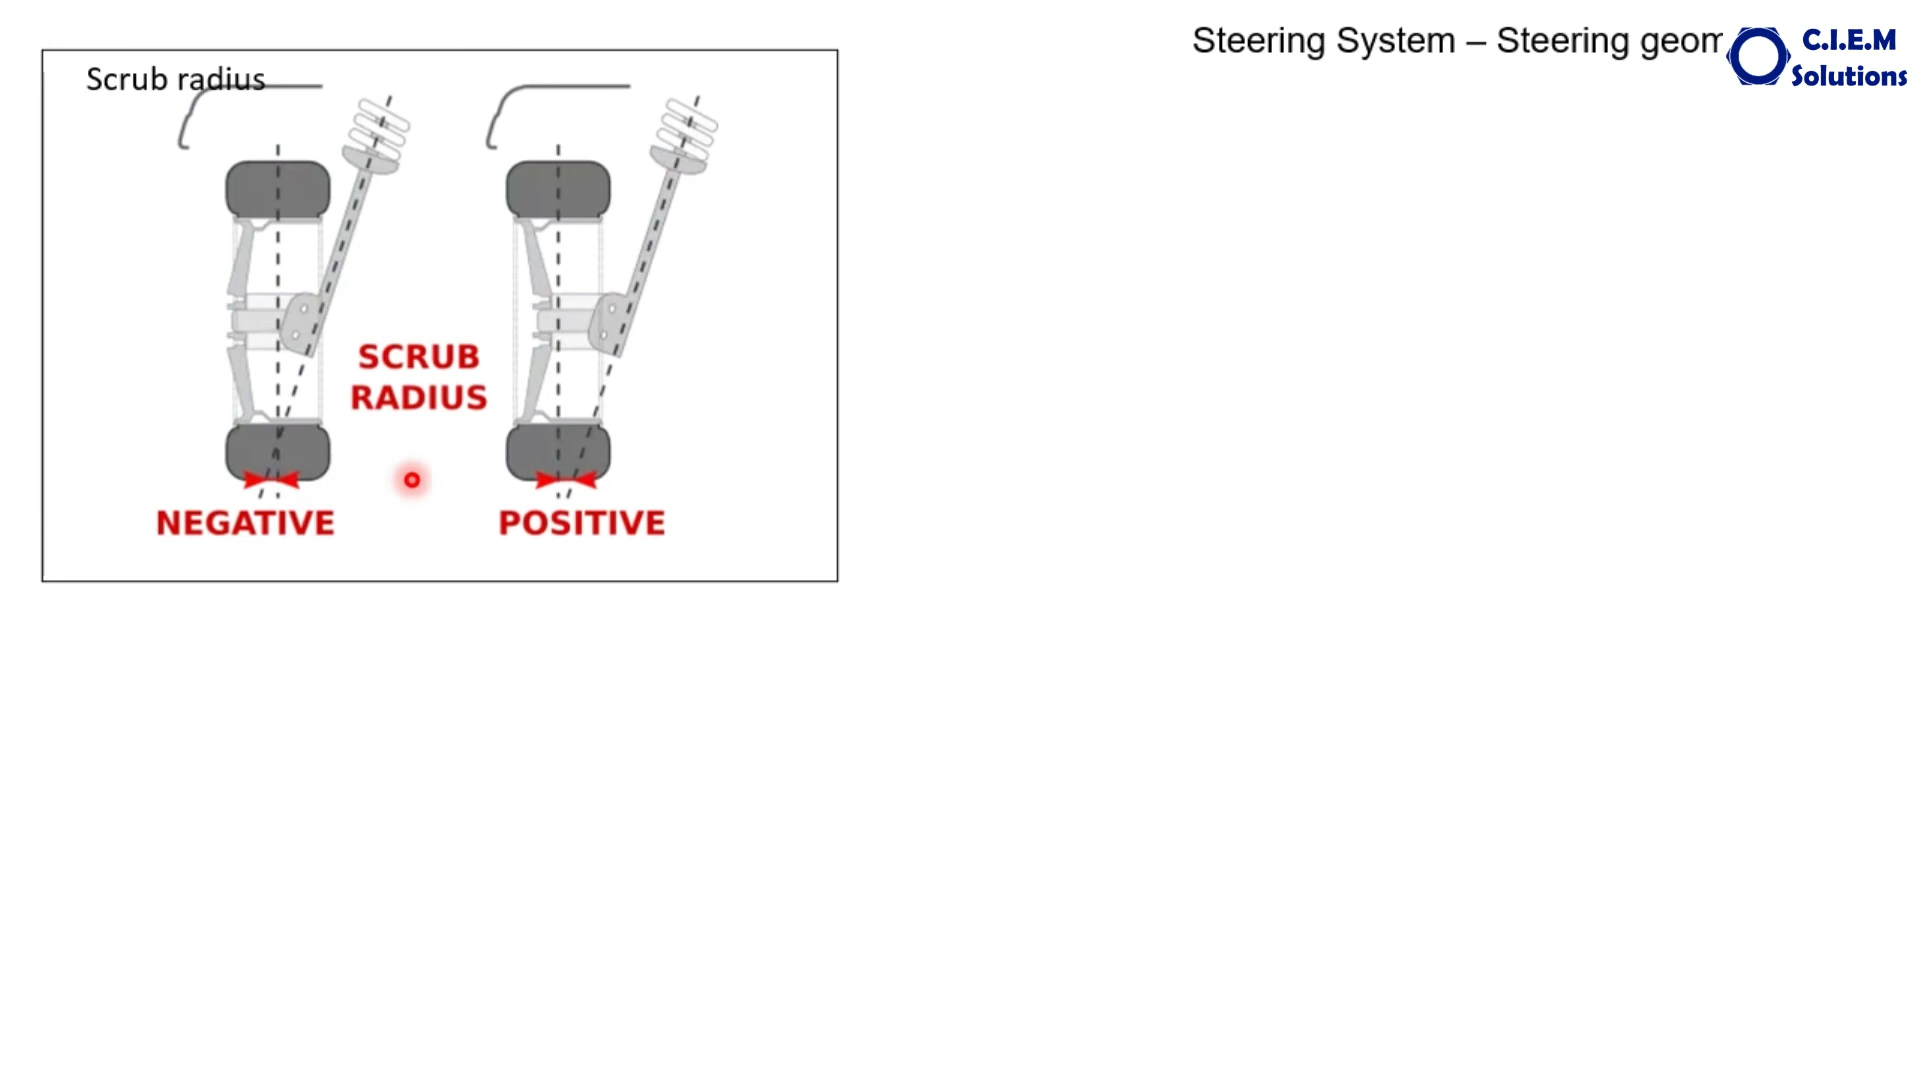 Steering System – Steering geom
C.I.E.M
Solutions
Scrub radius
SCRUB
RADIUS
NEGATIVE
POSITIVE